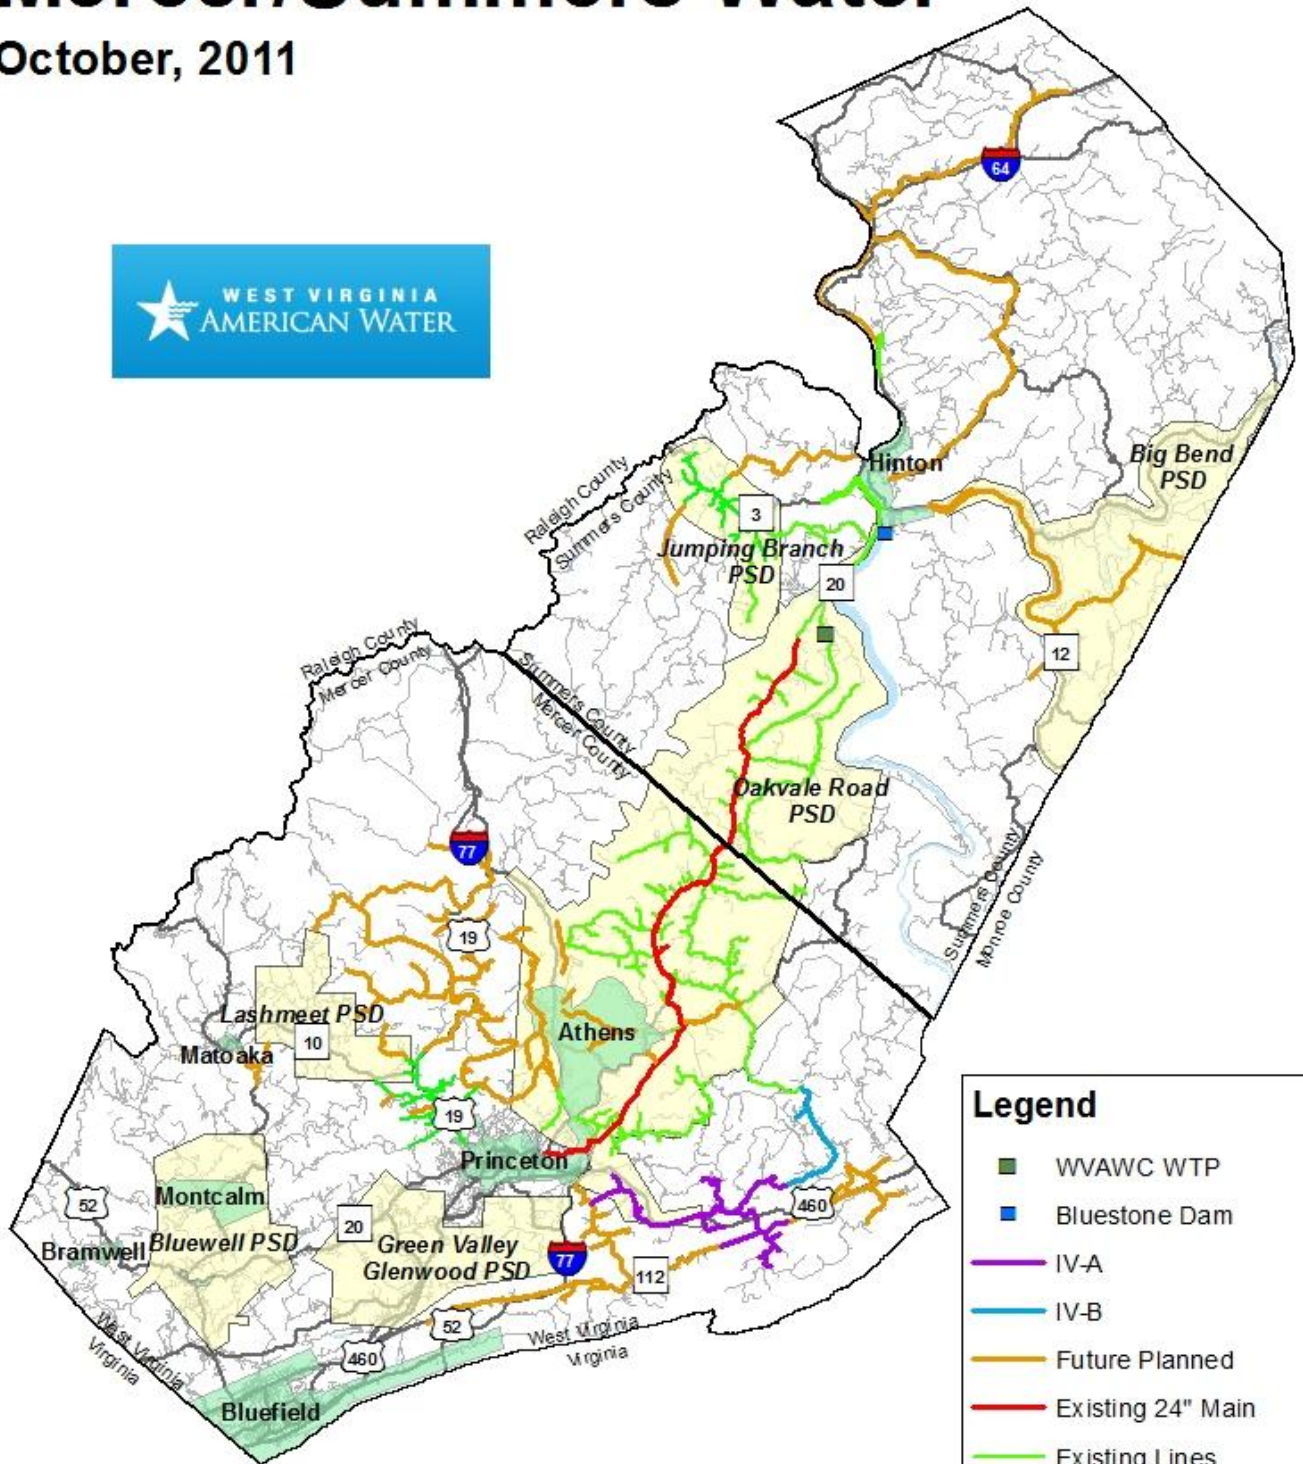 Mercer/Summers Water
October, 2011
WEST VIRGINIA
AMERICAN WATER
64
Hinton
Big Bend
PSD
Raleigh County
Summers County
3
Jumping Branch
PSD
20
12
Raleigh County
Mercer County
Summers County
Mercer County
Oakvale Road
PSD
77
Summers County
Monroe County
19
Lashmeet PSD
10
Athens
Matoaka
19
Princeton
Montcalm
52
20
460
Bramwell
Bluewell PSD
Green Valley
Glenwood PSD
77
112
52
West Virginia
Virginia
460
West Virginia
Virginia
Bluefield
Legend
WVAWC WTP
Bluestone Dam
IV-A
IV-B
Future Planned
Existing 24" Main
Existing Lines